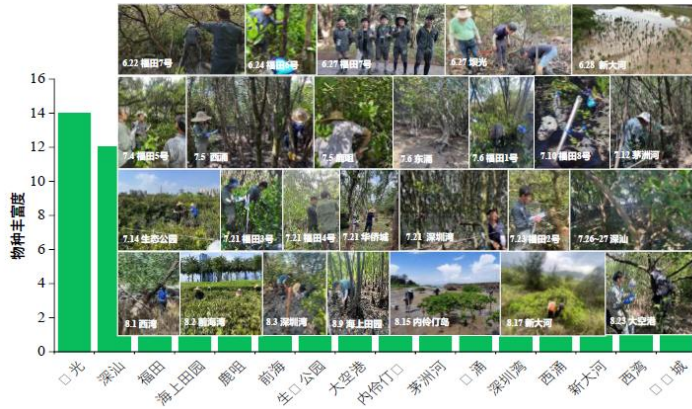 6.22 福田7号
6.24 福田6号
6.27 福田7号
6.27 坝光
6.28 新大河
7.4 福田5号
7.5 西涌
7.5 鹿咀
7.6 东涌
7.6 福田1号
7.10 福田8号
7.12 茅洲河
7.14 生态公园
7.21 福田3号
7.21 福田4号
7.21 华侨城
7.21 深圳湾
7.23 福田2号
7.26~27 深汕
8.1 西湾
8.2 前海湾
8.3 深圳湾
8.9 海上田园
8.15 内伶仃岛
8.17 新大河
8.23 大空港
物种丰富度
16
14
12
10
8
6
4
2
0
□光
深汕
福田
海上田园
鹿咀
前海
生□公园
大空港
内伶仃□
茅洲河
□涌
深圳湾
西涌
新大河
西湾
□□城